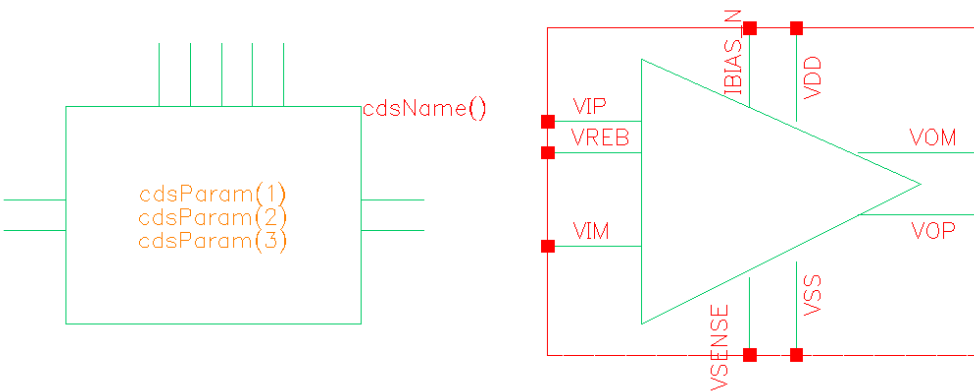 cdsName()
cdsParam(1)
cdsParam(2)
cdsParam(3)
IBIAS_N
VDD
VIP
VREB
VIM
VOM
VOP
VSENSE
VSS